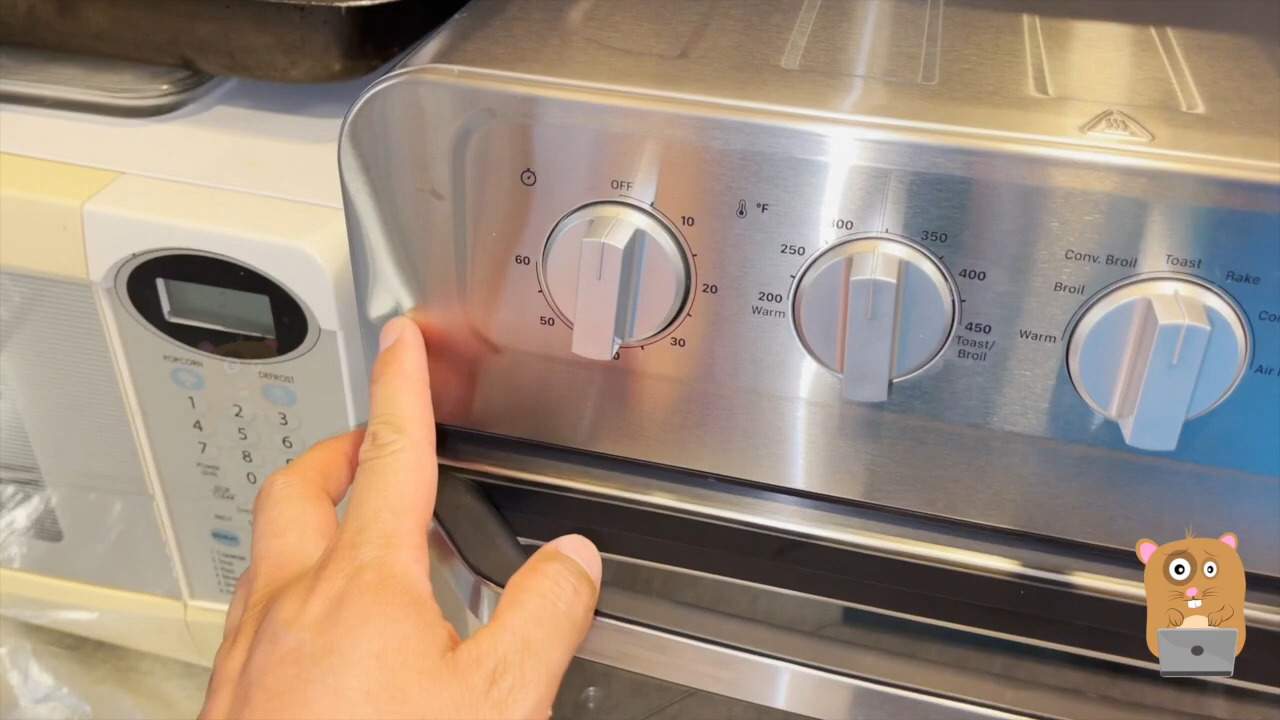 OFF
10
20
30
50
60
°F
200
Warm
250
350
400
450
Toast/
Broil
Warm
Broil
Conv. Broil
Toast
Bake
POPCORN
DEFROST
1 2 3
4 5 6
7 8
0